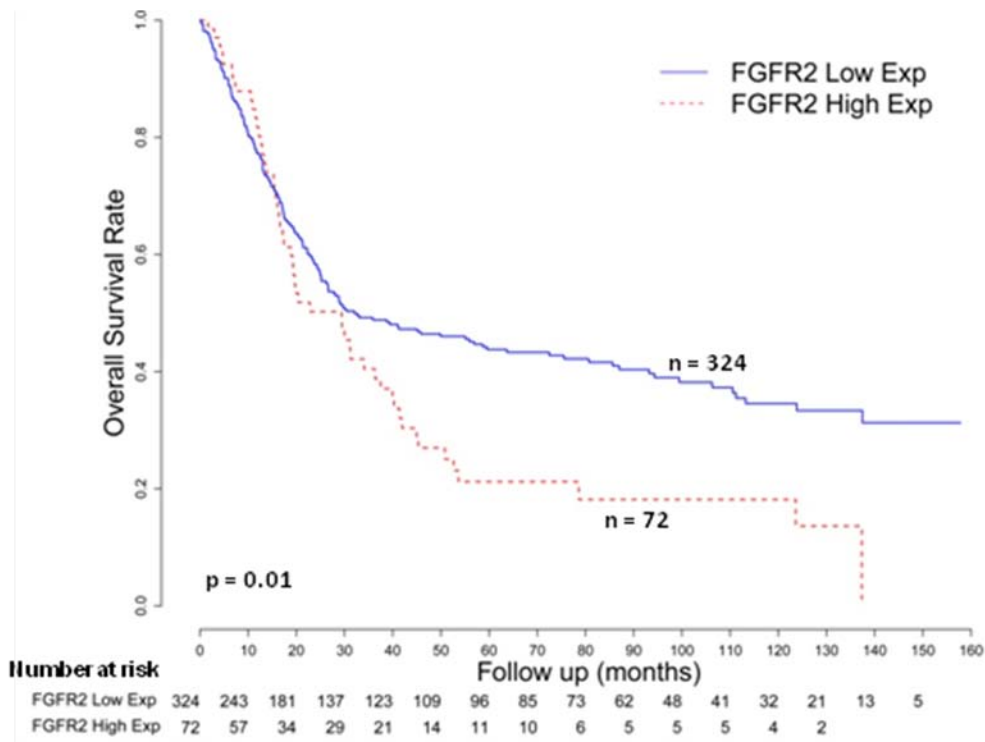 FGFR2 Low Exp
FGFR2 High Exp
Overall Survival Rate
1.0
0.8
0.6
0.4
0.2
0.0
n = 324
n = 72
p = 0.01
0 10 20 30 40 50 60 70 80 90 100 110 120 130 140 150 160
Follow up (months)
Number at risk
FGFR2 Low Exp 324 243 181 137 123 109 96 85 73 62 48 41 32 21 13 5
FGFR2 High Exp 72 57 34 29 21 14 11 10 6 5 5 5 4 2